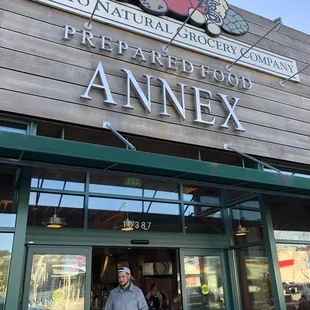 Natural Grocery Company
Prepared Food
Annex
10387